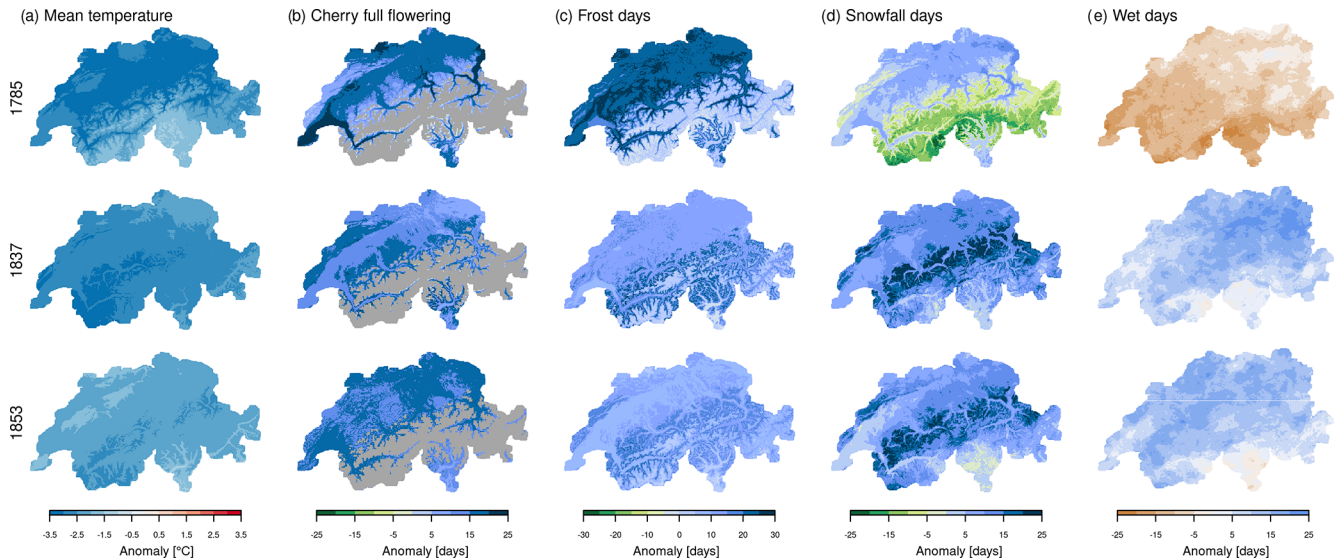 (a) Mean temperature
(b) Cherry full flowering
(c) Frost days
(d) Snowfall days
(e) Wet days
1785
1837
1853
-3.5 -2.5 -1.5 -0.5 0.5 1.5 2.5 3.5
Anomaly [°C]
-25 -15 -5 5 15 25
Anomaly [days]
-30 -20 -10 0 10 20 30
Anomaly [days]
-25 -15 -5 5 15 25
Anomaly [days]
-25 -15 -5 5 15 25
Anomaly [days]